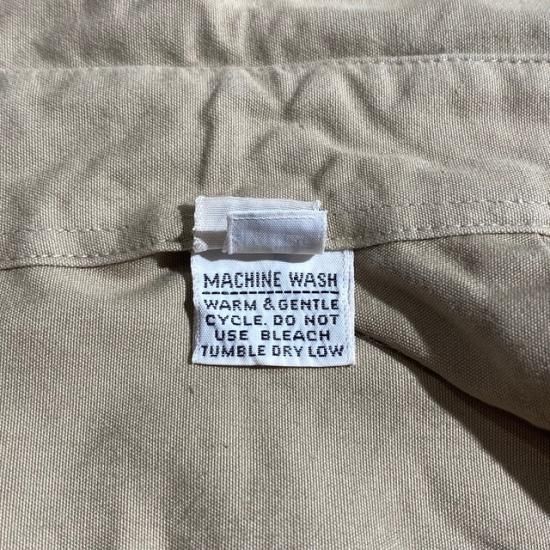 MACHINE WASH
WARM & GENTLE
CYCLE. DO NOT
USE BLEACH
TUMBLE DRY LOW